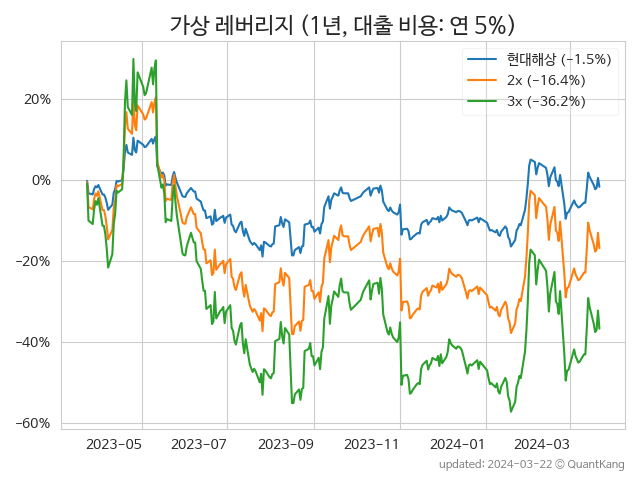 가상 레버리지 (1년, 대출 비용: 연 5%)
현대해상 (−1.5%)
2x (−16.4%)
3x (−36.2%)
20%
0%
−20%
−40%
−60%
2023-05 2023-07 2023-09 2023-11 2024-01 2024-03
updated: 2024-03-22 © QuantKang